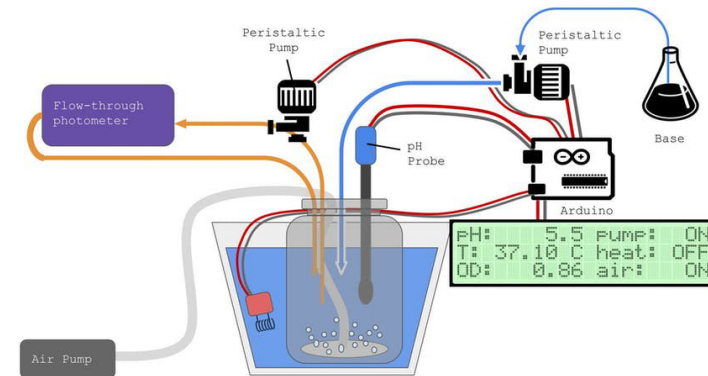 Peristaltic
Pump
Peristaltic
Pump
Flow-through
photometer
pH
Probe
Base
Arduino
pH: 5.5 pump: ON
T: 37.10 C heat: OFF
OD: 0.86 air: ON
Air Pump